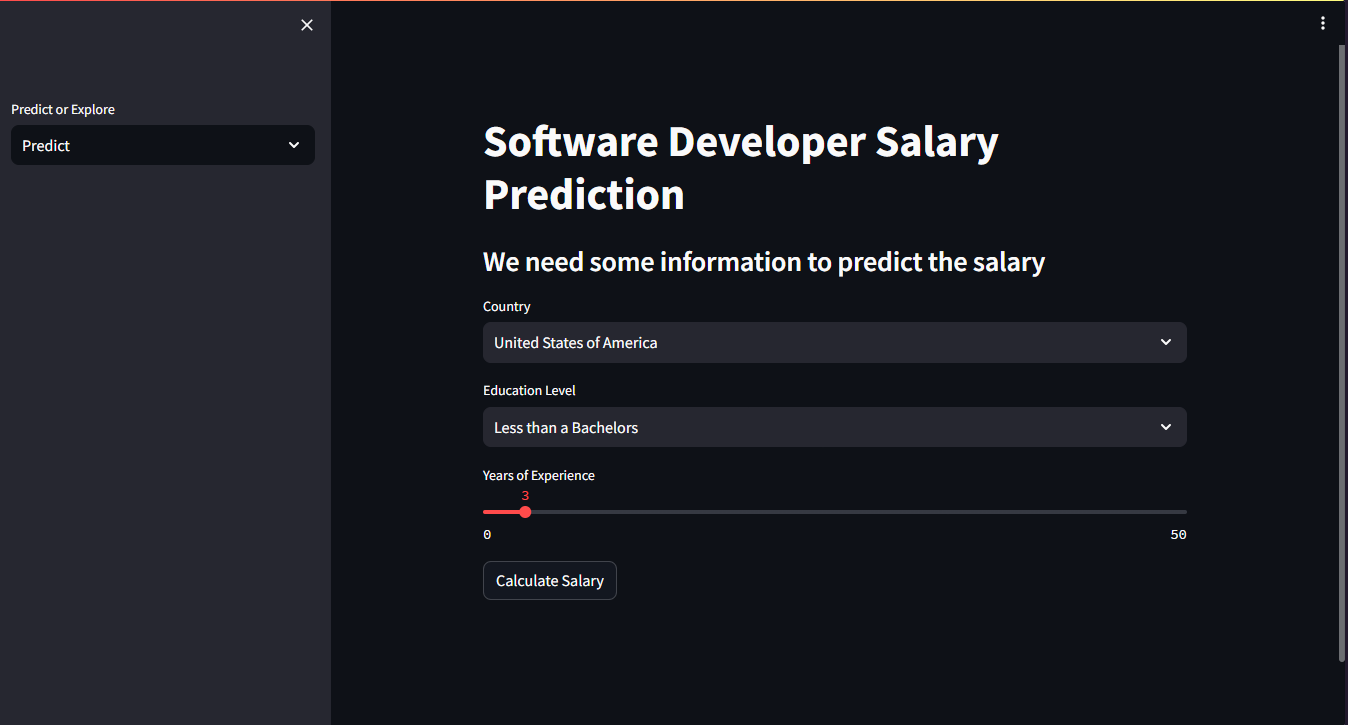 Predict or Explore
Predict
Software Developer Salary
Prediction
We need some information to predict the salary
Country
United States of America
Education Level
Less than a Bachelors
Years of Experience
3
0 50
Calculate Salary